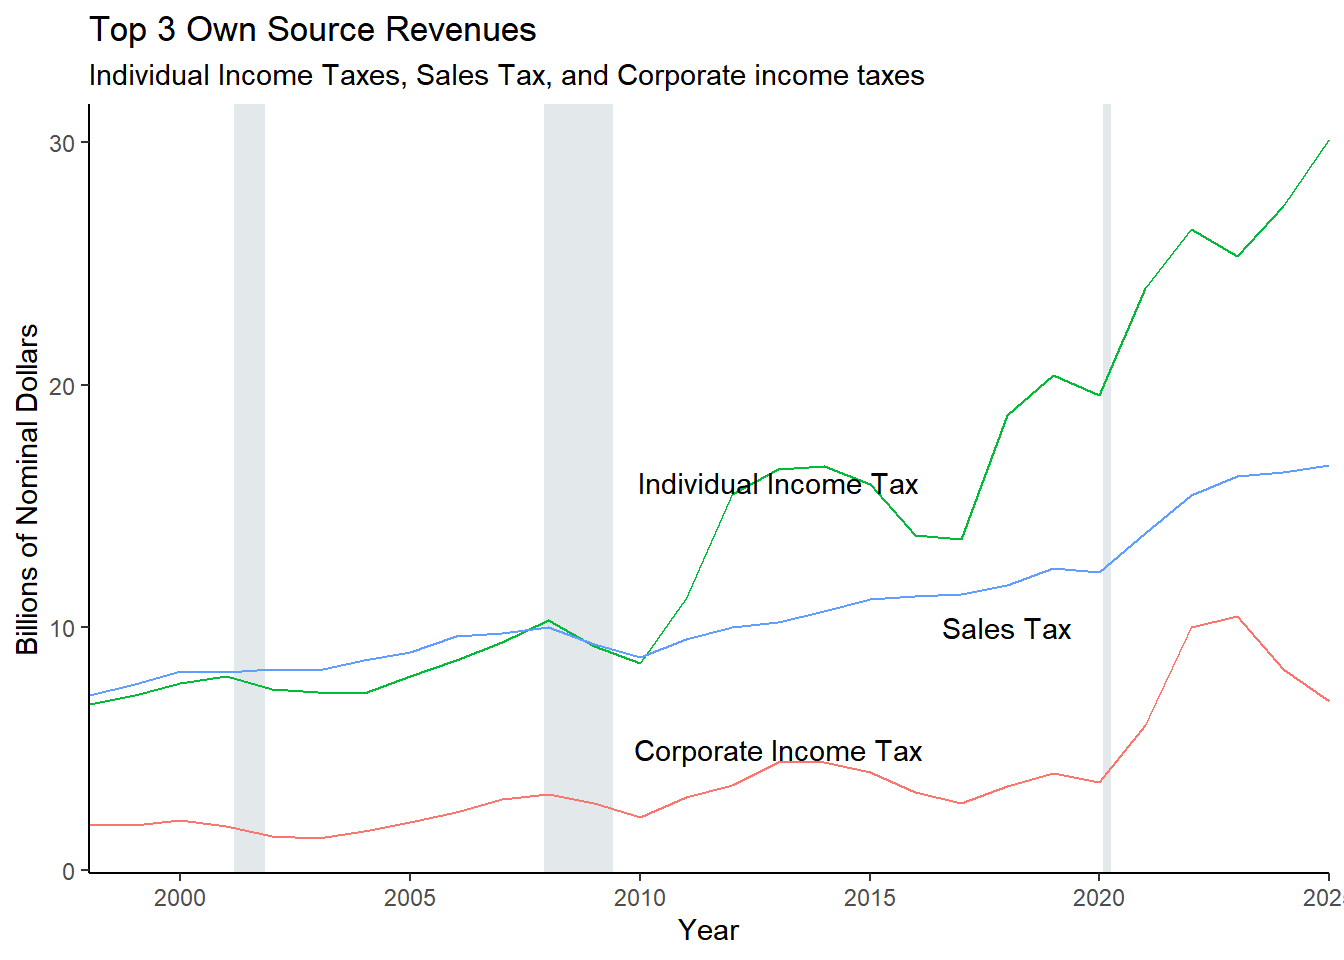 Top 3 Own Source Revenues
Individual Income Taxes, Sales Tax, and Corporate income taxes
Billions of Nominal Dollars
30
20
10
0
Individual Income Tax
Sales Tax
Corporate Income Tax
2000 2005 2010 2015 2020
Year